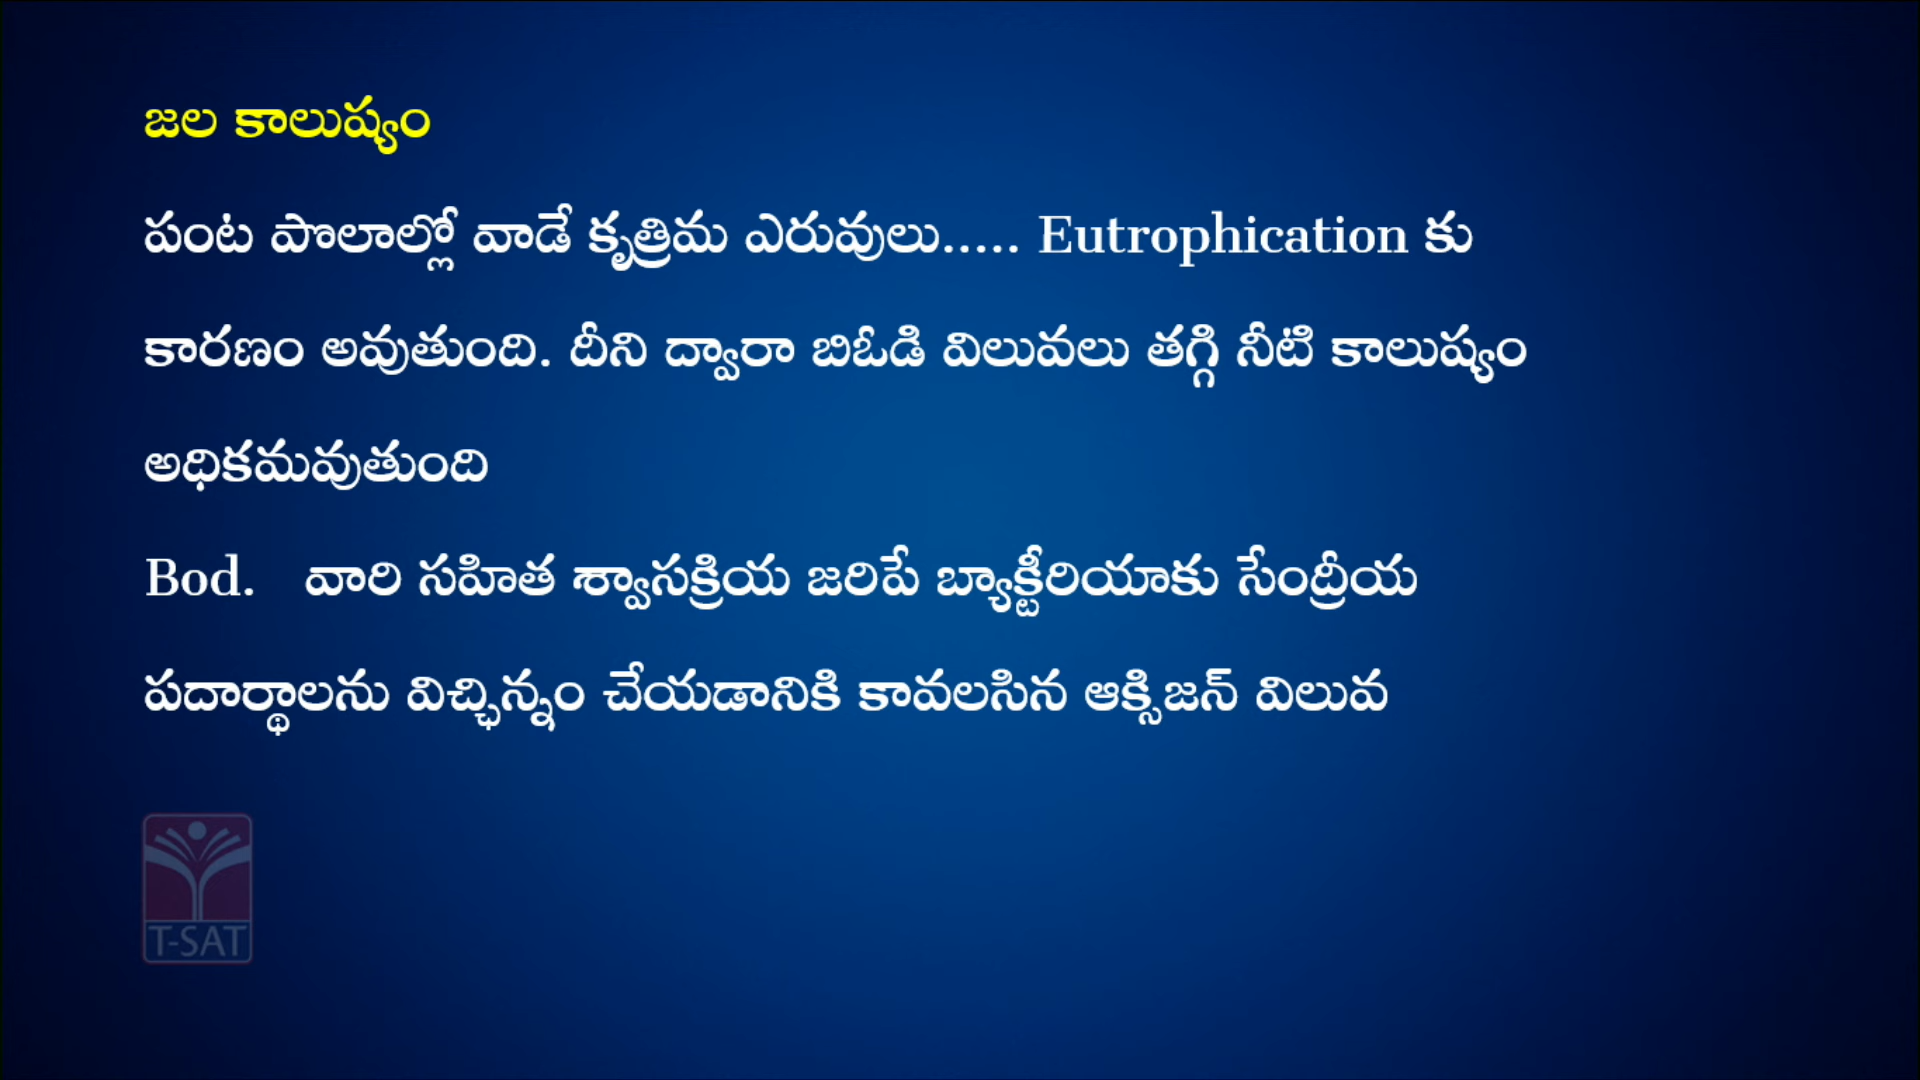 జల కాలుష్యం
పంట పొలాల్లో వాడే కృత్రిమ ఎరువులు..... Eutrophication కు
కారణం అవుతుంది. దీని ద్వారా బిఓడి విలువలు తగ్గి నీటి కాలుష్యం
అధికమవుతుంది
Bod. వారి సహిత శ్వాసక్రియ జరిపే బ్యాక్టీరియాకు సేంద్రీయ
పదార్థాలను విచ్ఛిన్నం చేయడానికి కావలసిన ఆక్సిజన్ విలువ
T-SAT